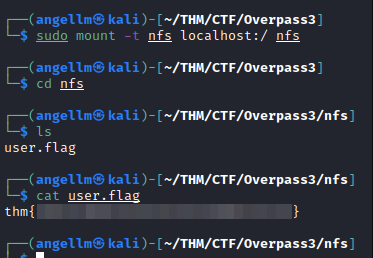 ┌──(angellm㉿kali)-[~/THM/CTF/Overpass3]
└─$ sudo mount -t nfs localhost:/ nfs
┌──(angellm㉿kali)-[~/THM/CTF/Overpass3]
└─$ cd nfs
┌──(angellm㉿kali)-[~/THM/CTF/Overpass3/nfs]
└─$ ls
user.flag
┌──(angellm㉿kali)-[~/THM/CTF/Overpass3/nfs]
└─$ cat user.flag
thm{ }
┌──(angellm㉿kali)-[~/THM/CTF/Overpass3/nfs]
└─$